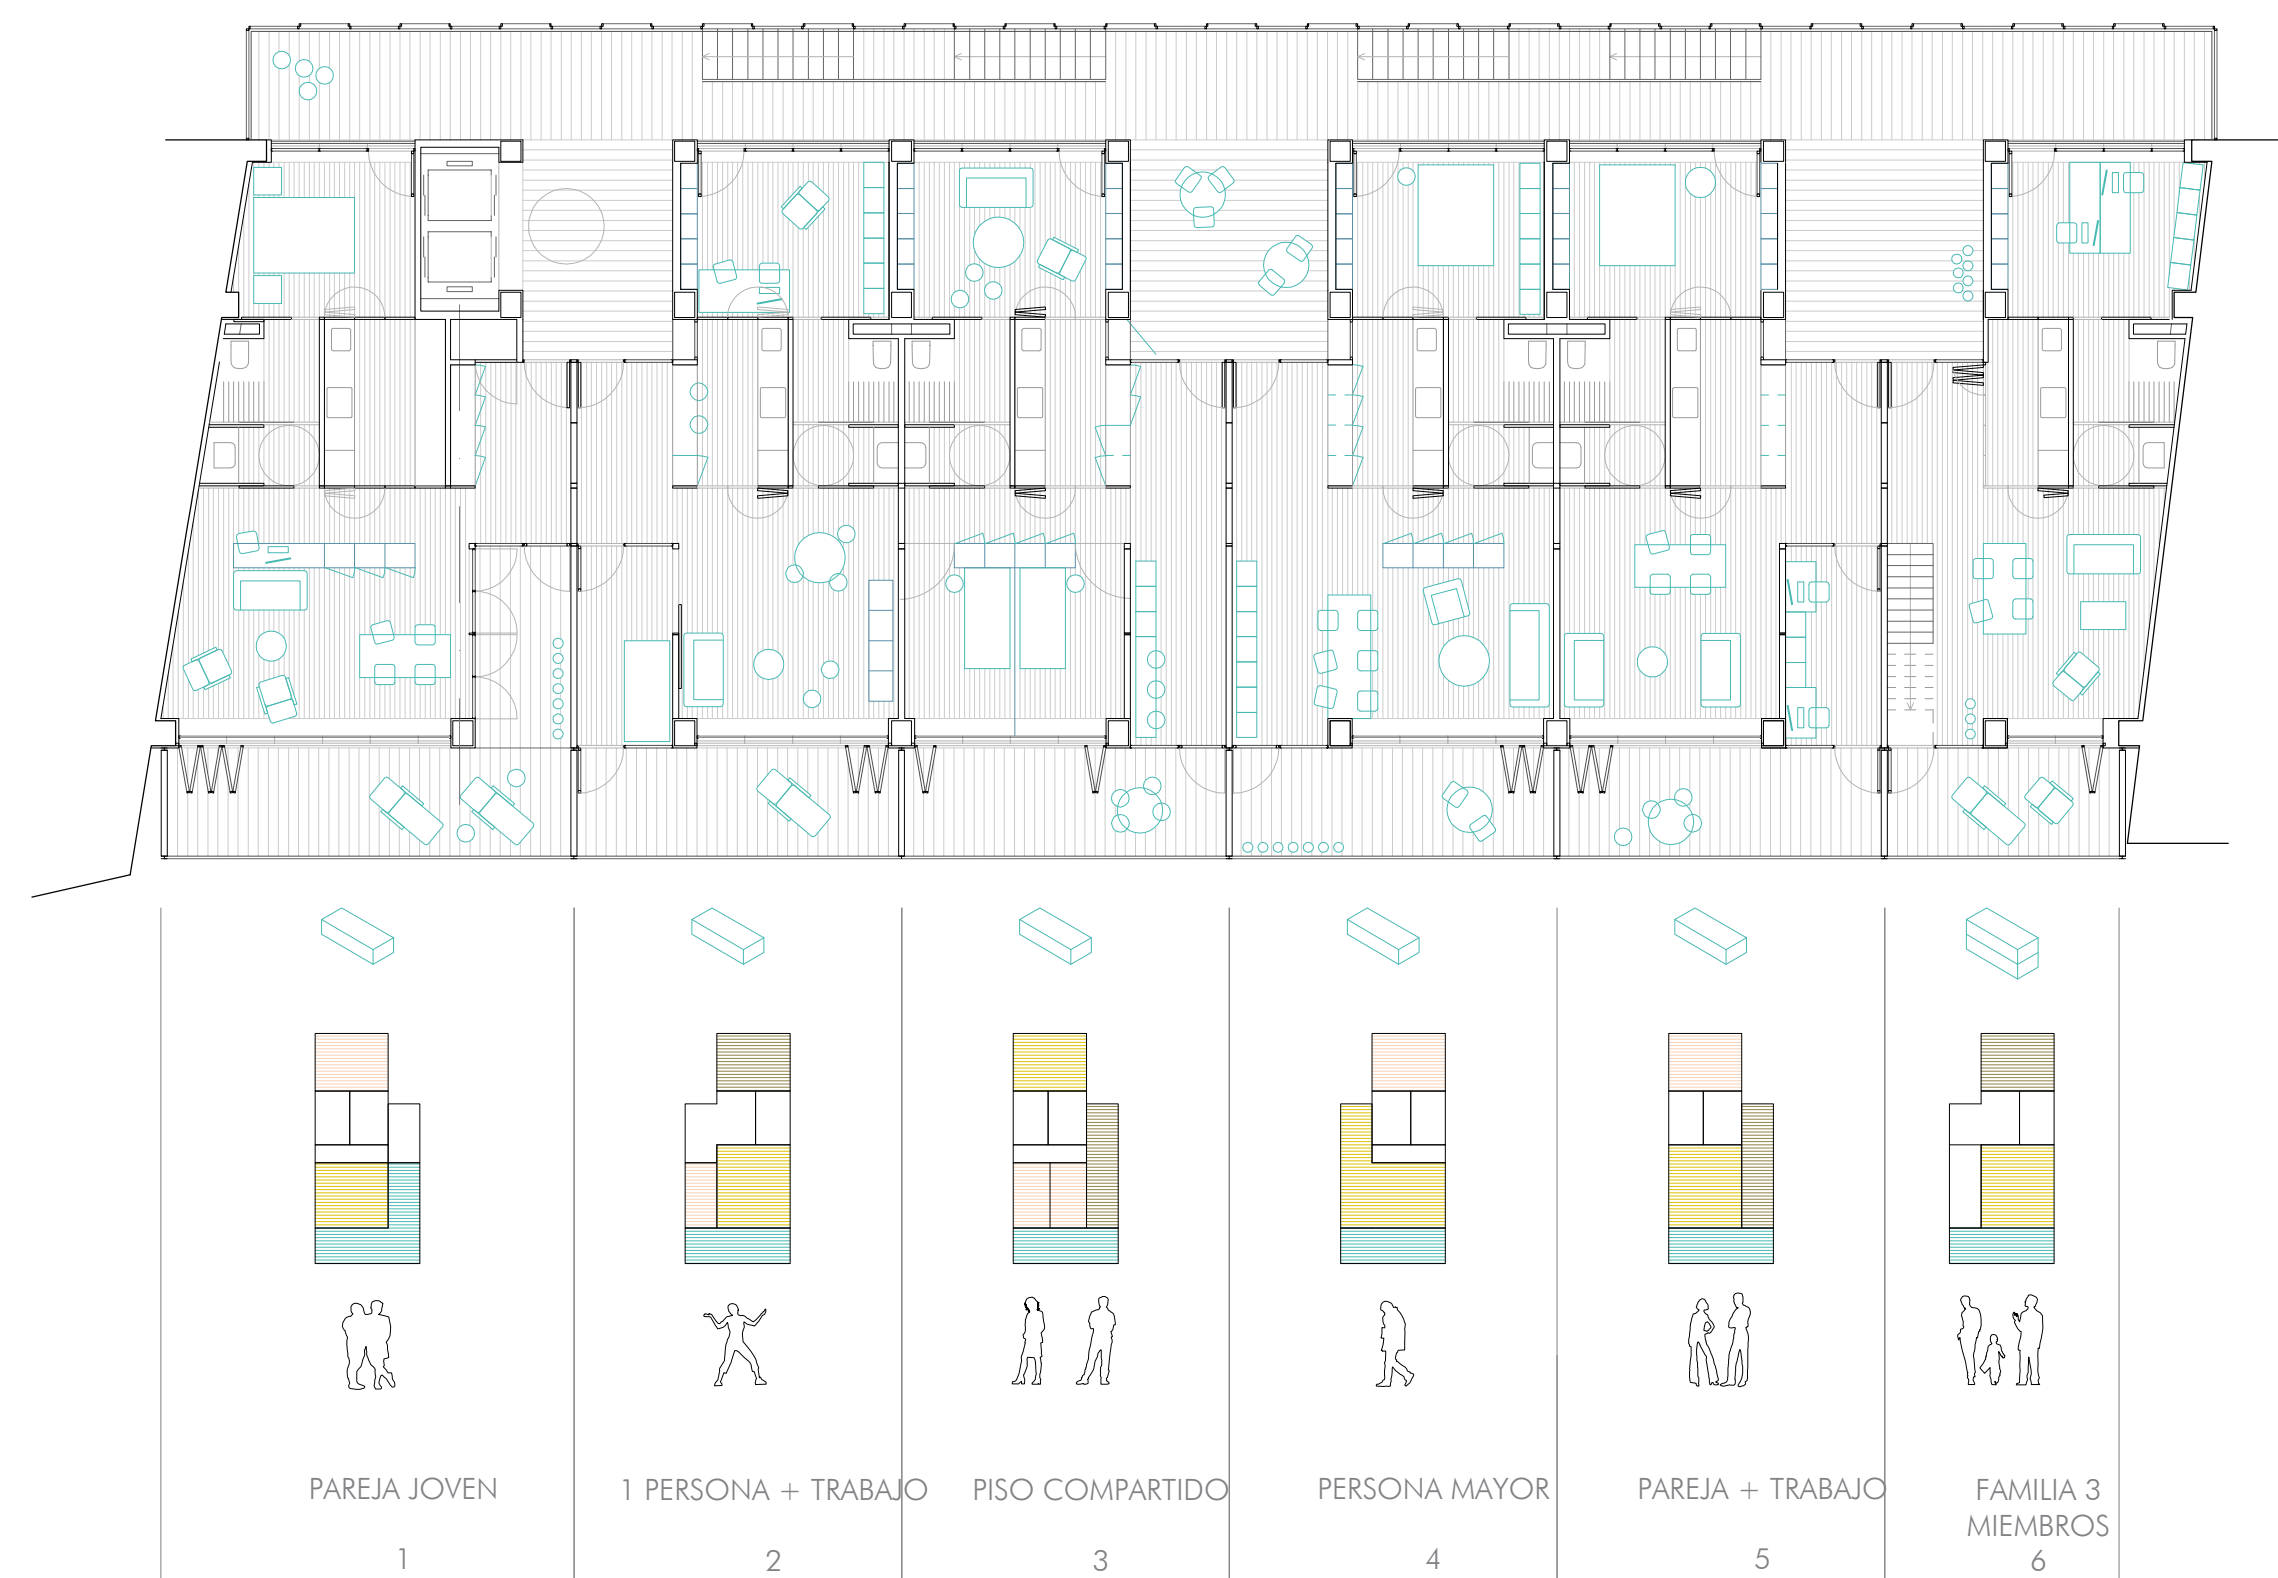 PAREJA JOVEN
1
1 PERSONA + TRABAJO
2
PISO COMPARTIDO
3
PERSONA MAYOR
4
PAREJA + TRABAJO
5
FAMILIA 3
MIEMBROS
6